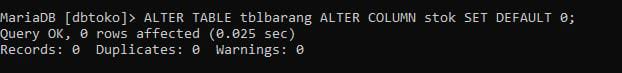 MariaDB [dbtoko]> ALTER TABLE tblbarang ALTER COLUMN stok SET DEFAULT 0;
Query OK, 0 rows affected (0.025 sec)
Records: 0  Duplicates: 0  Warnings: 0